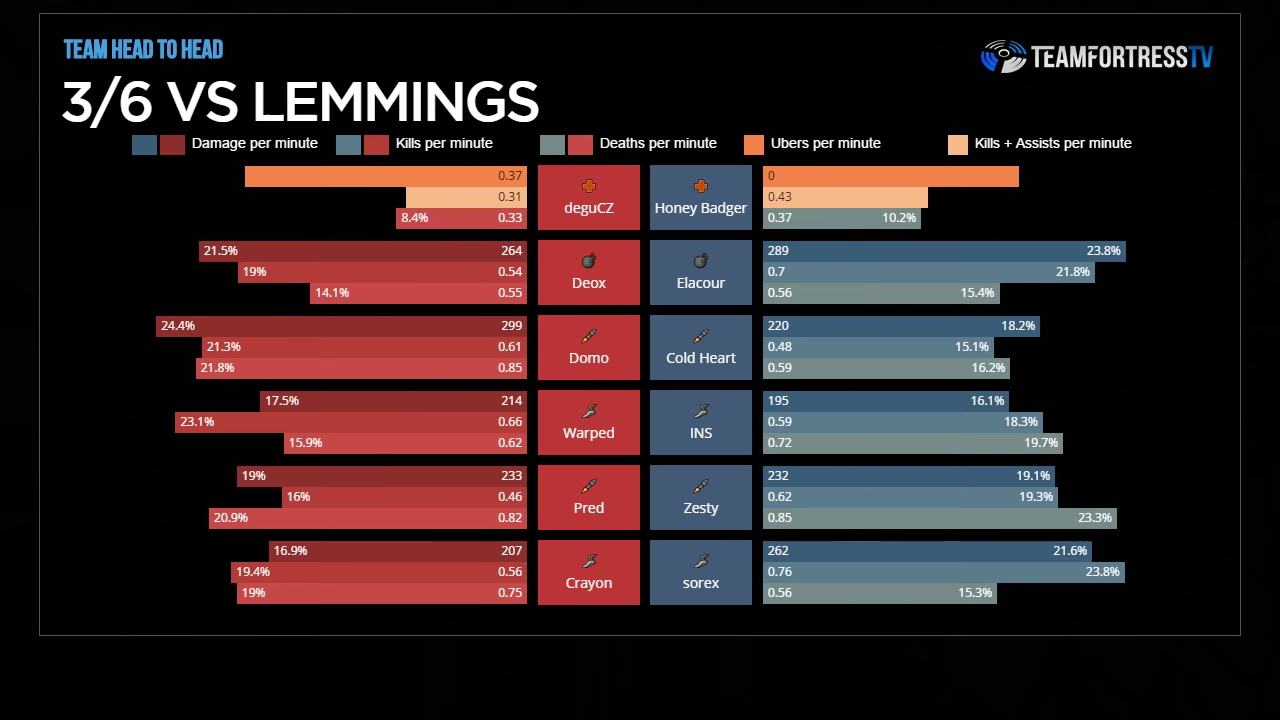 TEAM HEAD TO HEAD
TEAMFORTRESSTV
3/6 VS LEMMINGS
Damage per minute Kills per minute Deaths per minute Ubers per minute Kills + Assists per minute
0.37 0
0.31 0.43
deguCZ Honey Badger
8.4% 0.33 0.37 10.2%
21.5% 264 289 23.8%
19% 0.54 0.7 21.8%
Deox Elacour
14.1% 0.55 0.56 15.4%
24.4% 299 220 18.2%
21.3% 0.61 0.48 15.1%
Domo Cold Heart
21.8% 0.85 0.59 16.2%
17.5% 214 195 16.1%
23.1% 0.66 0.59 18.3%
Warped INS
15.9% 0.62 0.72 19.7%
19% 233 232 19.1%
16% 0.46 0.62 19.3%
Pred Zesty
20.9% 0.82 0.85 23.3%
16.9% 207 262 21.6%
19.4% 0.56 0.76 23.8%
Crayon sorex
19% 0.75 0.56 15.3%